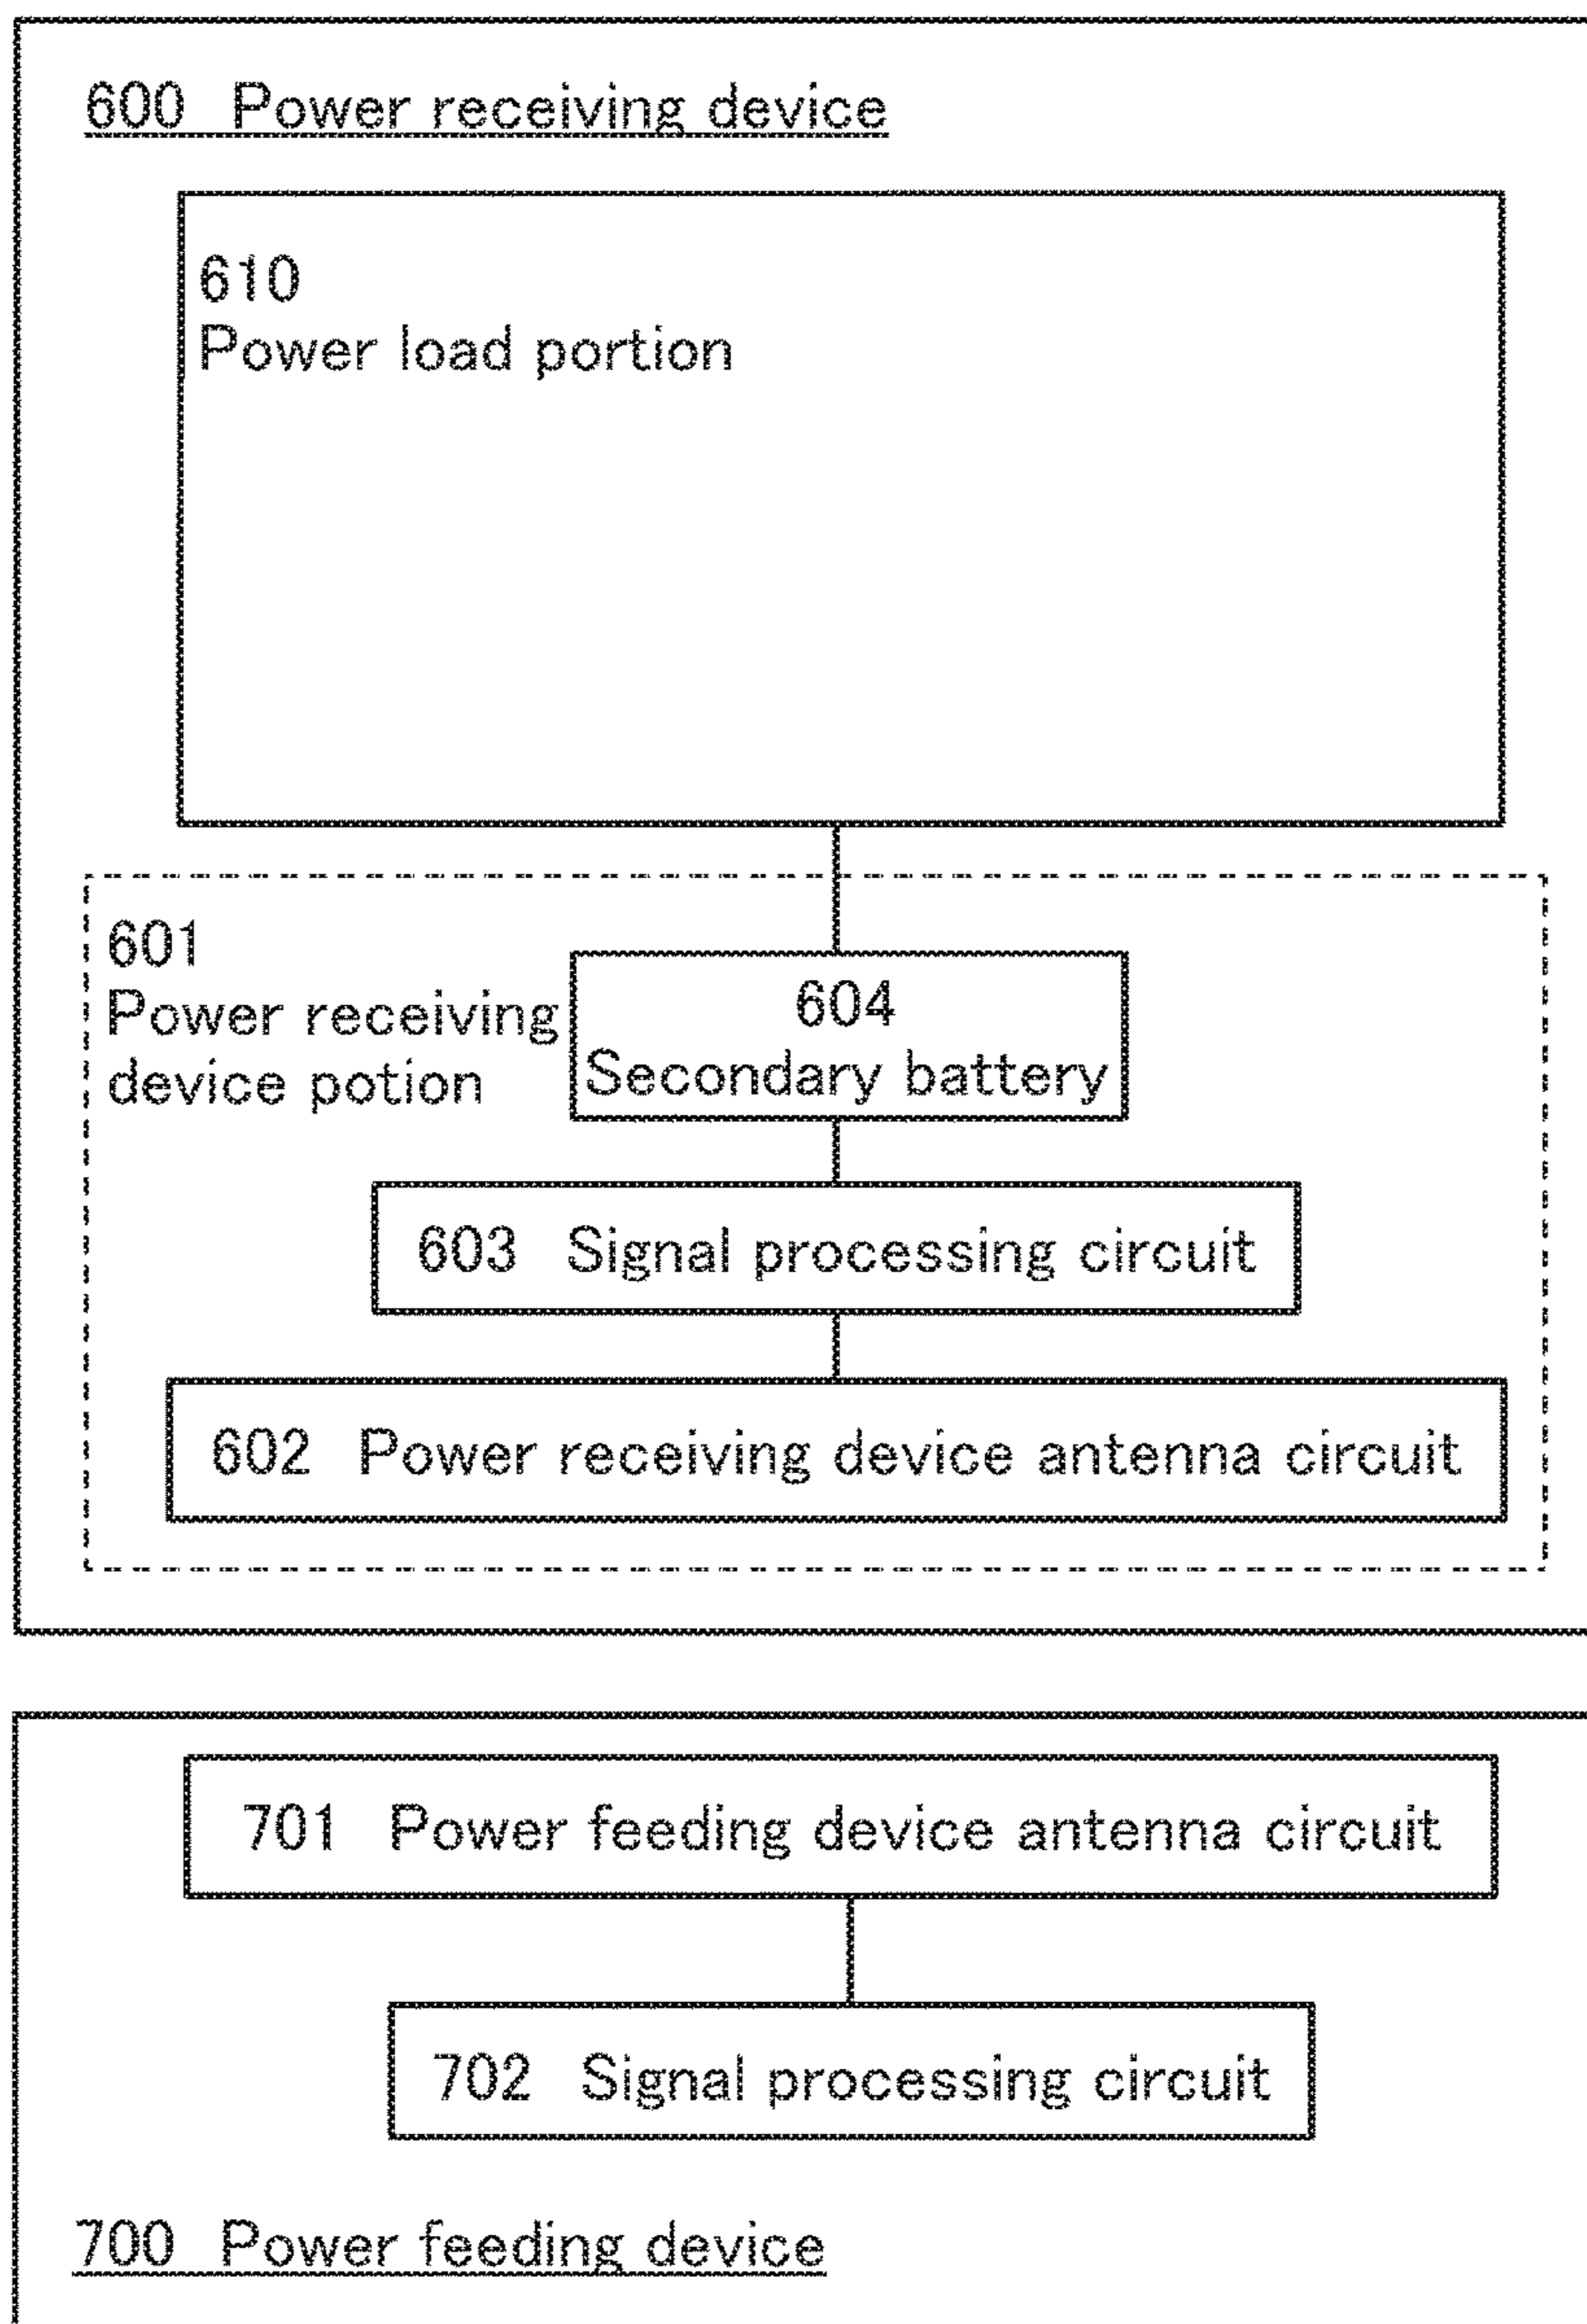 600 Power receiving device
610
Power load portion
601
Power receiving
device potion
604
Secondary battery
603 Signal processing circuit
602 Power receiving device antenna circuit
701 Power feeding device antenna circuit
702 Signal processing circuit
700 Power feeding device